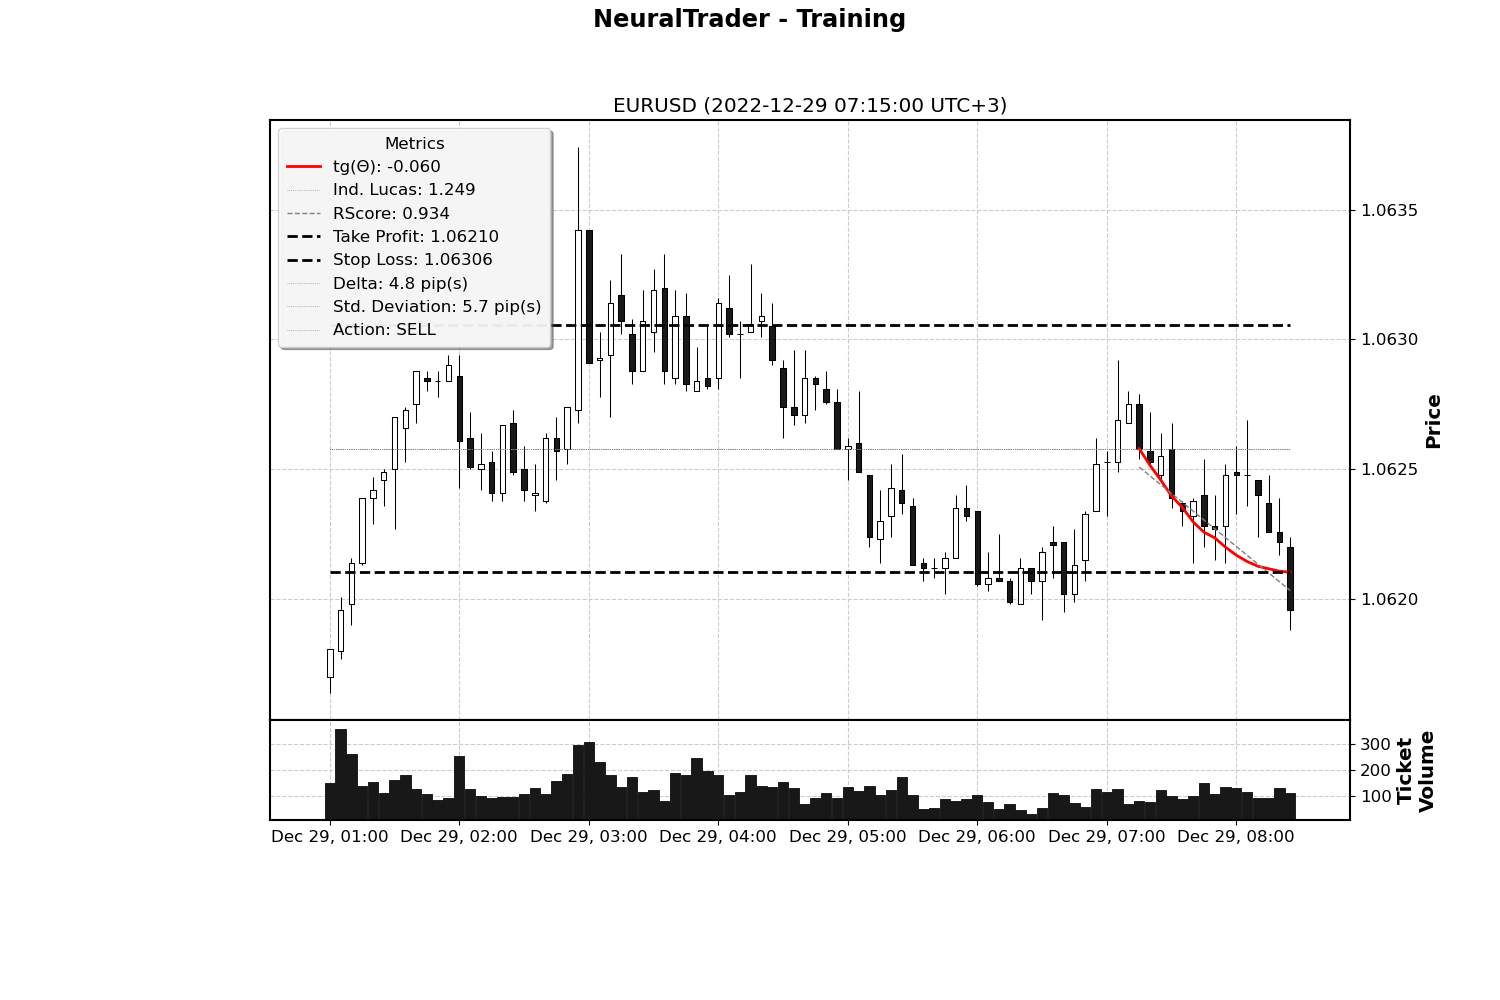 NeuralTrader - Training
EURUSD (2022-12-29 07:15:00 UTC+3)
Metrics
tg(Θ): -0.060
Ind. Lucas: 1.249
RScore: 0.934
Take Profit: 1.06210
Stop Loss: 1.06306
Delta: 4.8 pip(s)
Std. Deviation: 5.7 pip(s)
Action: SELL
1.0635
1.0630
1.0625
1.0620
Price
300
200
100
Ticket
Volume
Dec 29, 01:00 Dec 29, 02:00 Dec 29, 03:00 Dec 29, 04:00 Dec 29, 05:00 Dec 29, 06:00 Dec 29, 07:00 Dec 29, 08:00